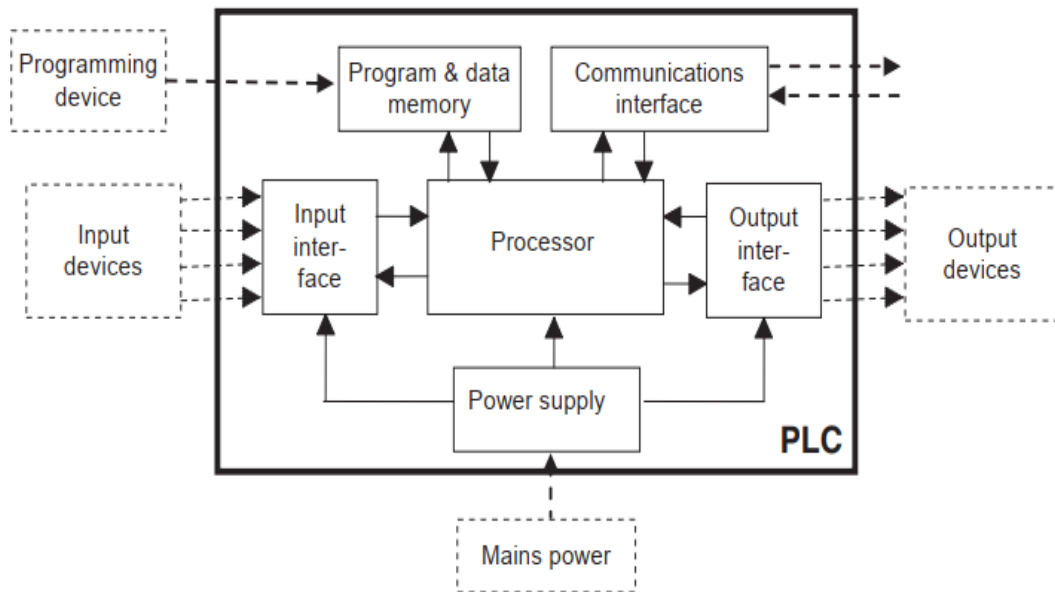 Programming
device
Program & data
memory
Communications
interface
Input
devices
Input
inter-
face
Processor
Output
inter-
face
Output
devices
Power supply
PLC
Mains power